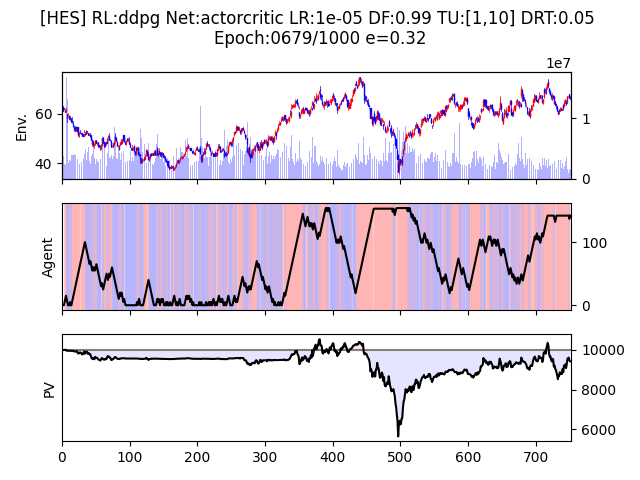 [HES] RL:ddpg Net:actorcritic LR:1e-05 DF:0.99 TU:[1,10] DRT:0.05
Epoch:0679/1000 e=0.32
1e7
Env.
60
40
1
0
Agent
100
0
PV
10000
8000
6000
0 100 200 300 400 500 600 700